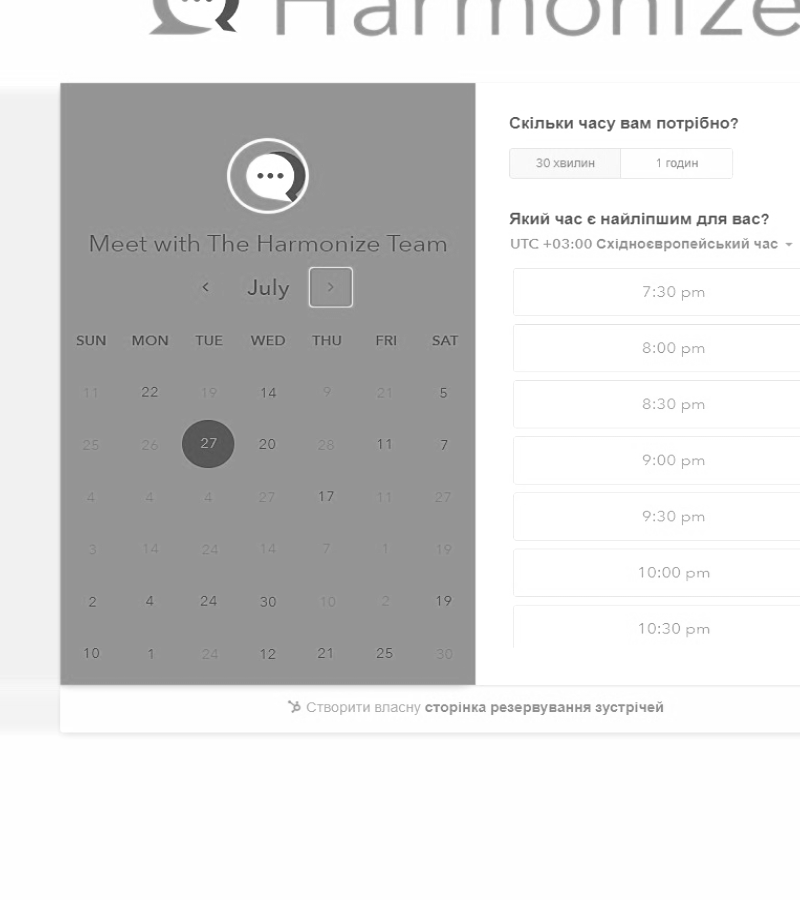 Harmonize
Meet with The Harmonize Team
July
SUN MON TUE WED THU FRI SAT
11 22 19 14 9 21 5
25 26 27 20 28 11 7
4 4 4 27 17 11 27
3 14 24 14 7 1 19
2 4 24 30 10 2 19
10 1 24 12 21 25 30
Скільки часу вам потрібно?
30 хвилин 1 годин
Який час є найліпшим для вас?
UTC +03:00 Східноєвропейський час
7:30 pm
8:00 pm
8:30 pm
9:00 pm
9:30 pm
10:00 pm
10:30 pm
Створити власну сторінка резервування зустрічей